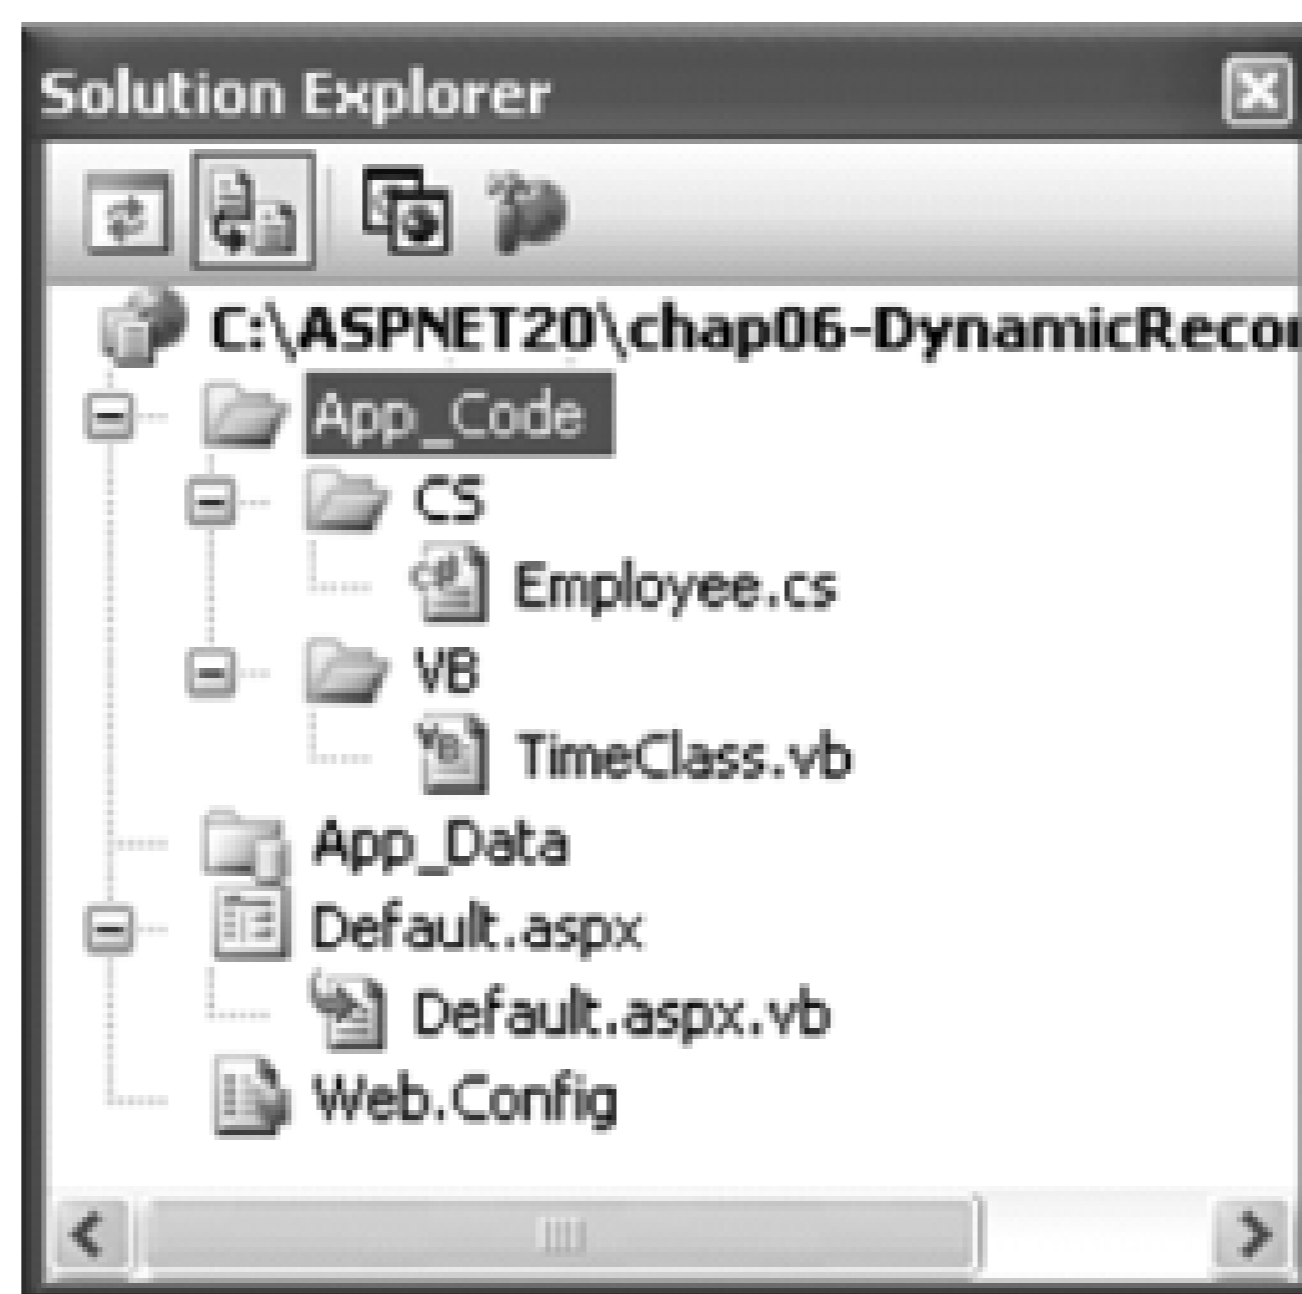 Solution Explorer
C:\ASPNET20\chap06-DynamicRecor
App_Code
CS
Employee.cs
VB
TimeClass.vb
App_Data
Default.aspx
Default.aspx.vb
Web.Config